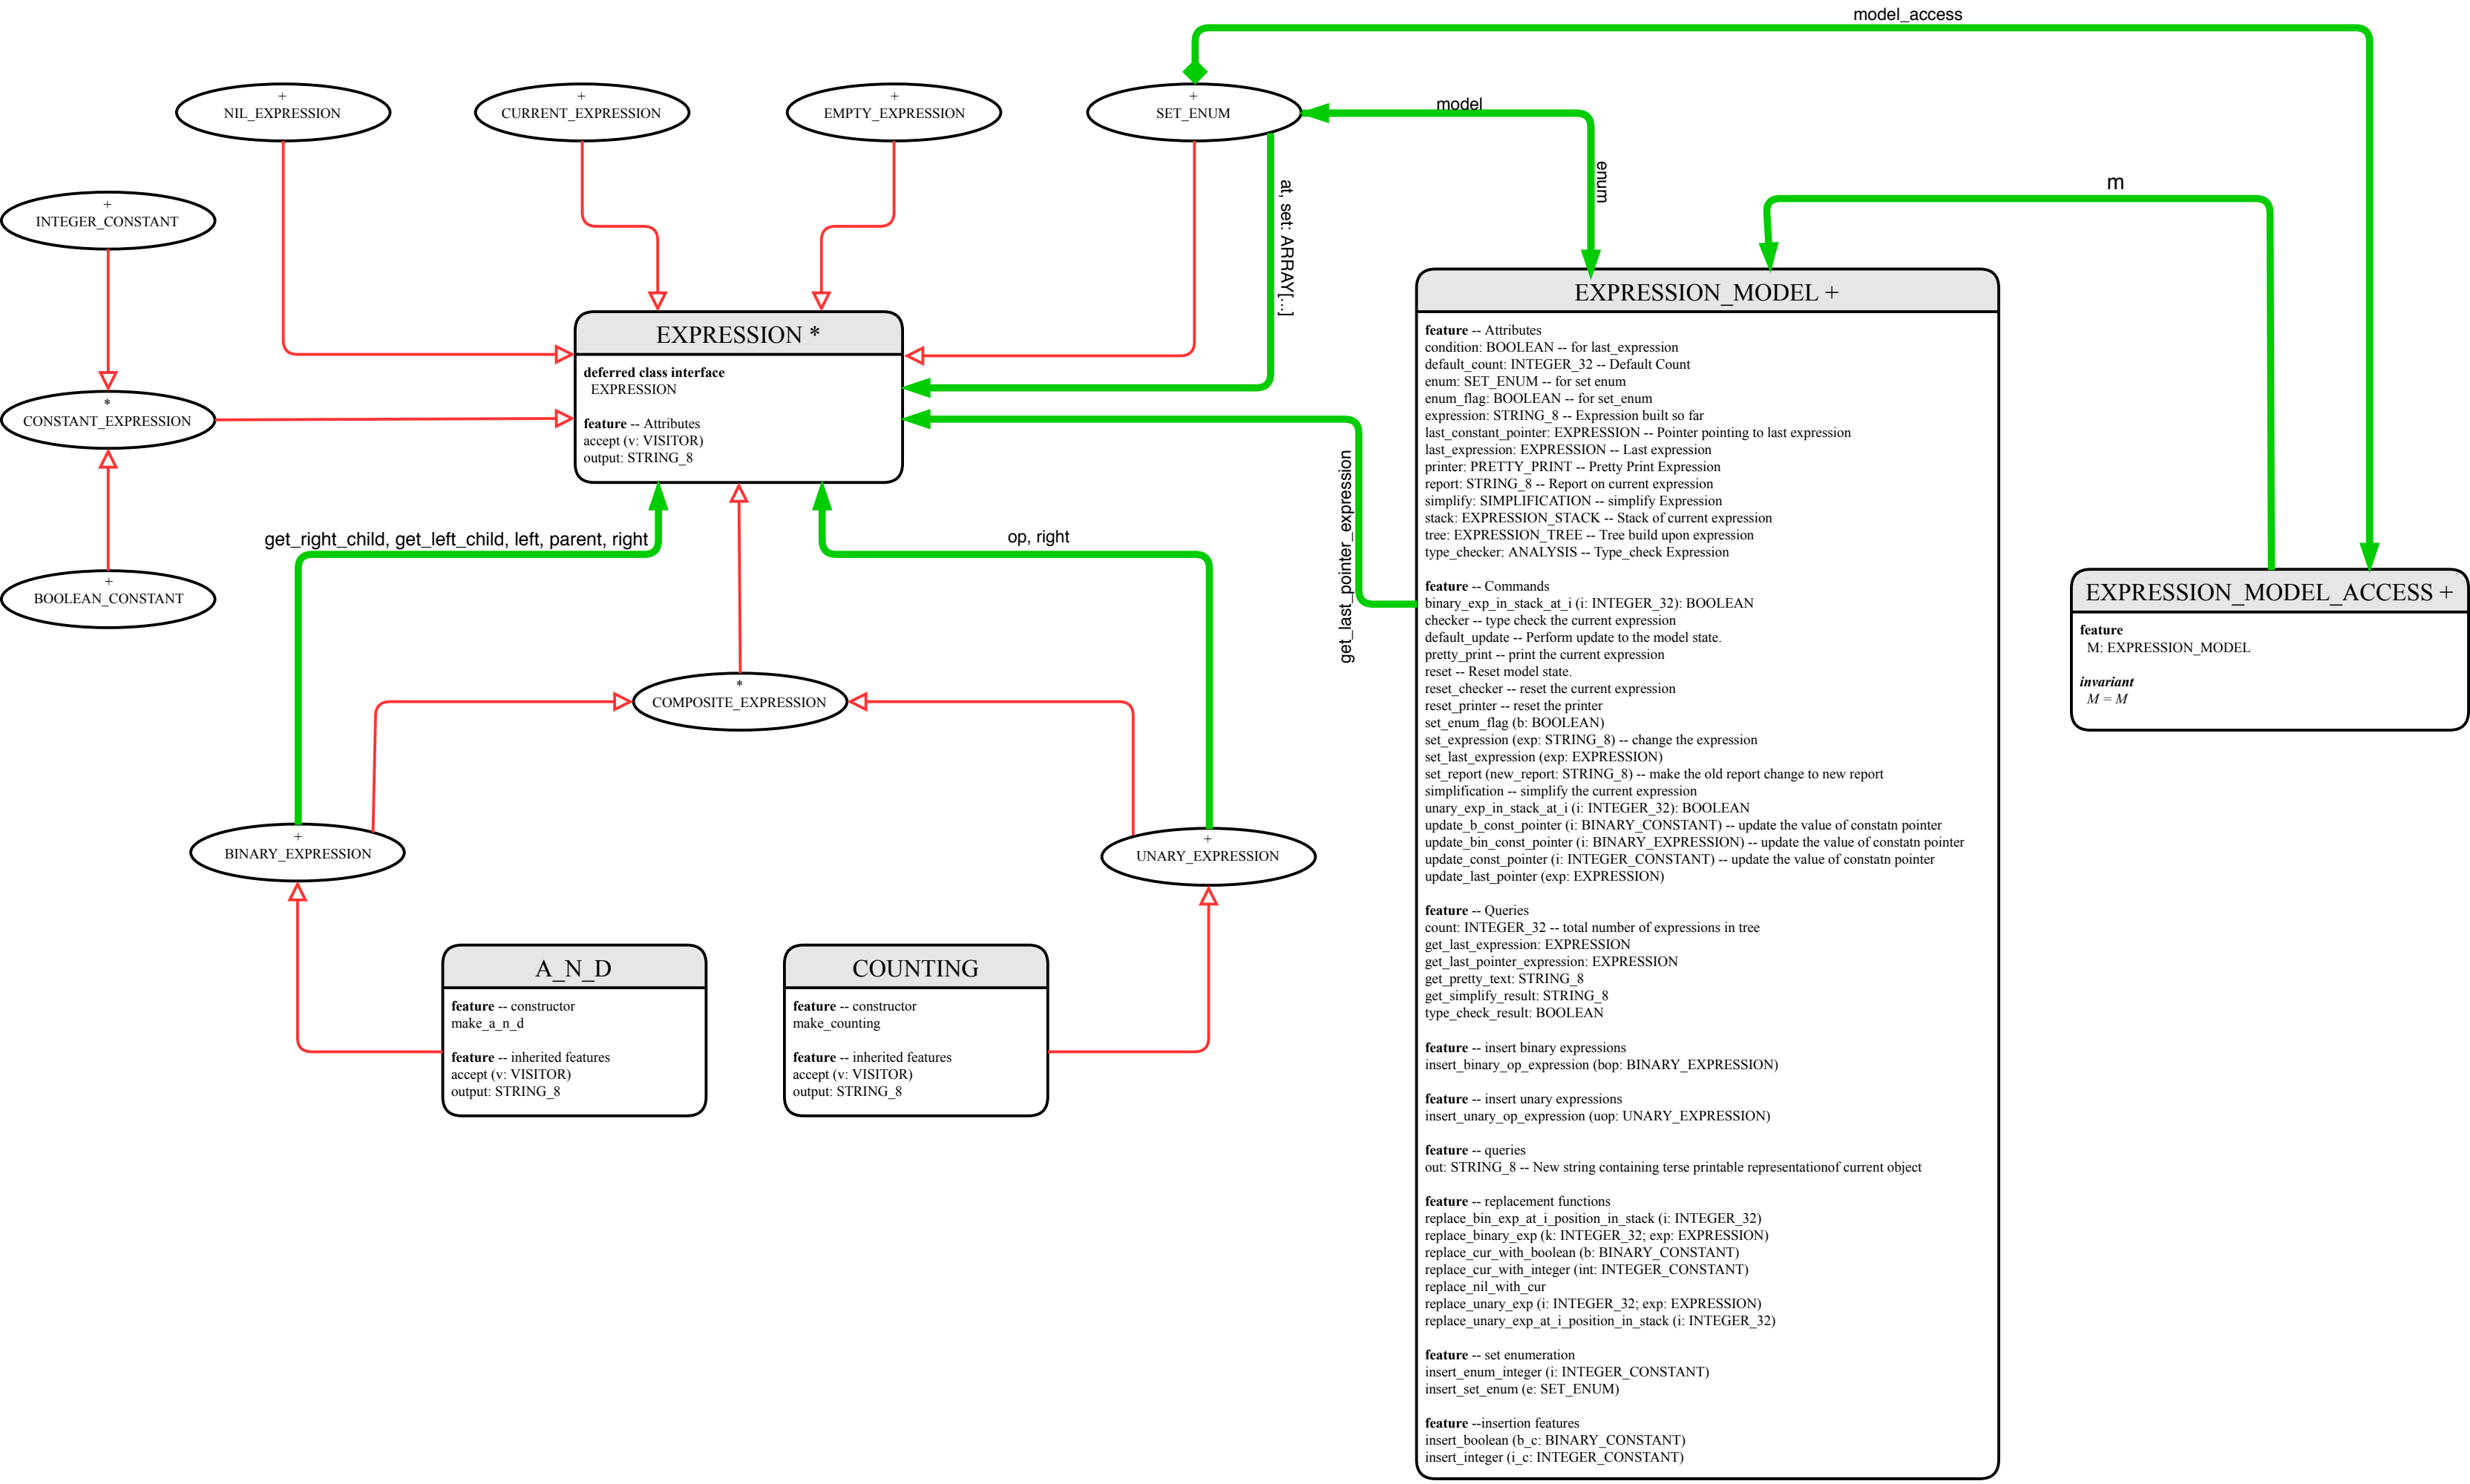 model_access
+
NIL_EXPRESSION
+
CURRENT_EXPRESSION
+
EMPTY_EXPRESSION
+
SET_ENUM
model
enum
at, set: ARRAY[...]
m
+
INTEGER_CONSTANT
*
CONSTANT_EXPRESSION
+
BOOLEAN_CONSTANT
EXPRESSION *
deferred class interface
EXPRESSION
feature -- Attributes
accept (v: VISITOR)
output: STRING_8
get_right_child, get_left_child, left, parent, right
op, right
get_last_pointer_expression
*
COMPOSITE_EXPRESSION
+
BINARY_EXPRESSION
+
UNARY_EXPRESSION
A_N_D
feature -- constructor
make_a_n_d
feature -- inherited features
accept (v: VISITOR)
output: STRING_8
COUNTING
feature -- constructor
make_counting
feature -- inherited features
accept (v: VISITOR)
output: STRING_8
EXPRESSION_MODEL +
feature -- Attributes
condition: BOOLEAN -- for last_expression
default_count: INTEGER_32 -- Default Count
enum: SET_ENUM -- for set enum
enum_flag: BOOLEAN -- for set_enum
expression: STRING_8 -- Expression built so far
last_constant_pointer: EXPRESSION -- Pointer pointing to last expression
last_expression: EXPRESSION -- Last expression
printer: PRETTY_PRINT -- Pretty Print Expression
report: STRING_8 -- Report on current expression
simplify: SIMPLIFICATION -- simplify Expression
stack: EXPRESSION_STACK -- Stack of current expression
tree: EXPRESSION_TREE -- Tree build upon expression
type_checker: ANALYSIS -- Type_check Expression
feature -- Commands
binary_exp_in_stack_at_i (i: INTEGER_32): BOOLEAN
checker -- type check the current expression
default_update -- Perform update to the model state.
pretty_print -- print the current expression
reset -- Reset model state.
reset_checker -- reset the current expression
reset_printer -- reset the printer
set_enum_flag (b: BOOLEAN)
set_expression (exp: STRING_8) -- change the expression
set_last_expression (exp: EXPRESSION)
set_report (new_report: STRING_8) -- make the old report change to new report
simplification -- simplify the current expression
unary_exp_in_stack_at_i (i: INTEGER_32): BOOLEAN
update_b_const_pointer (i: BINARY_CONSTANT) -- update the value of constatn pointer
update_bin_const_pointer (i: BINARY_EXPRESSION) -- update the value of constatn pointer
update_const_pointer (i: INTEGER_CONSTANT) -- update the value of constatn pointer
update_last_pointer (exp: EXPRESSION)
feature -- Queries
count: INTEGER_32 -- total number of expressions in tree
get_last_expression: EXPRESSION
get_last_pointer_expression: EXPRESSION
get_pretty_text: STRING_8
get_simplify_result: STRING_8
type_check_result: BOOLEAN
feature -- insert binary expressions
insert_binary_op_expression (bop: BINARY_EXPRESSION)
feature -- insert unary expressions
insert_unary_op_expression (uop: UNARY_EXPRESSION)
feature -- queries
out: STRING_8 -- New string containing terse printable representationof current object
feature -- replacement functions
replace_bin_exp_at_i_position_in_stack (i: INTEGER_32)
replace_binary_exp (k: INTEGER_32; exp: EXPRESSION)
replace_cur_with_boolean (b: BINARY_CONSTANT)
replace_cur_with_integer (int: INTEGER_CONSTANT)
replace_nil_with_cur
replace_unary_exp (i: INTEGER_32; exp: EXPRESSION)
replace_unary_exp_at_i_position_in_stack (i: INTEGER_32)
feature -- set enumeration
insert_enum_integer (i: INTEGER_CONSTANT)
insert_set_enum (e: SET_ENUM)
feature --insertion features
insert_boolean (b_c: BINARY_CONSTANT)
insert_integer (i_c: INTEGER_CONSTANT)
EXPRESSION_MODEL_ACCESS +
feature
M: EXPRESSION_MODEL
invariant
M = M